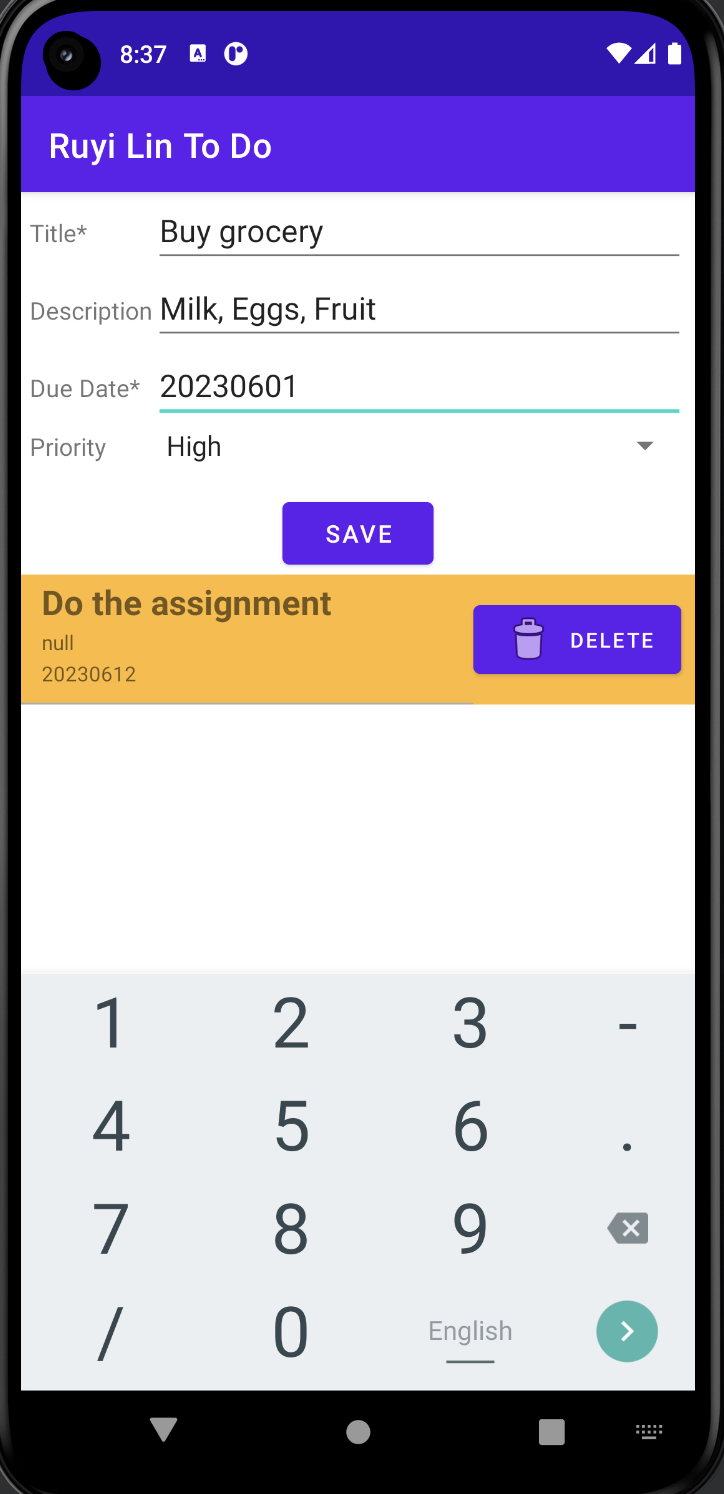 8:37
Ruyi Lin To Do
Title* Buy grocery
Description Milk, Eggs, Fruit
Due Date* 20230601
Priority High
SAVE
Do the assignment
null
20230612
DELETE
1 2 3 -
4 5 6 .
7 8 9
/ 0 English